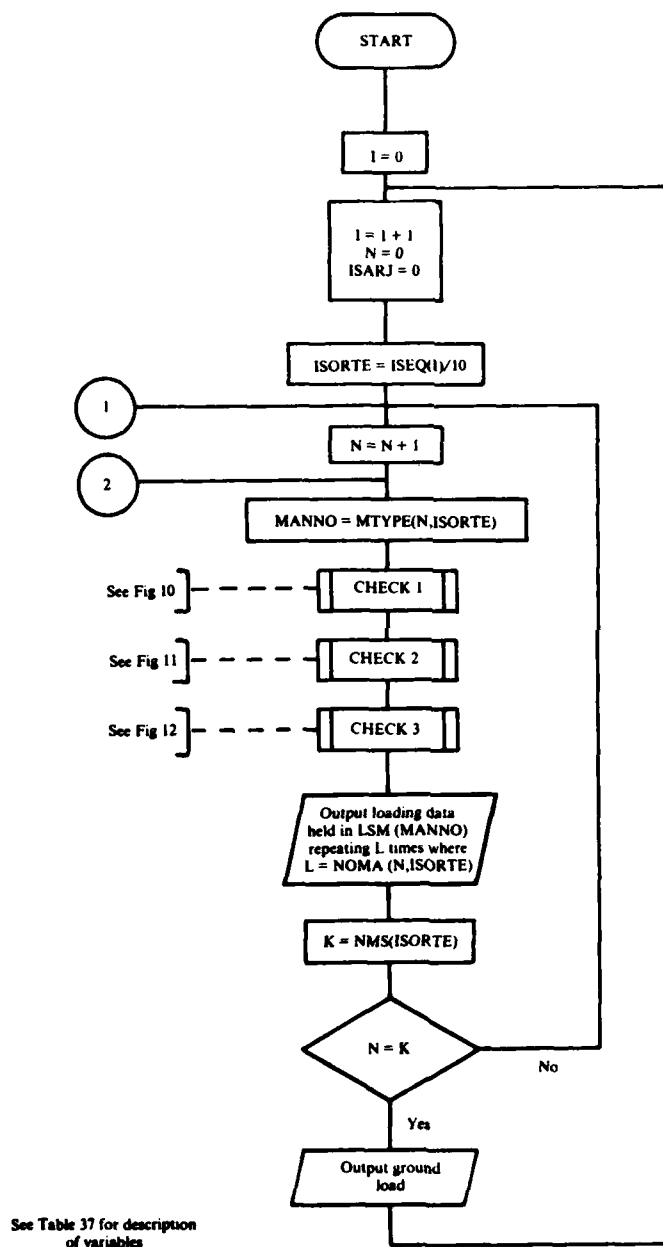 START
I = 0
I = I + 1
N = 0
ISARJ = 0
ISORTE = ISEQ(I)/10
1
N = N + 1
2
MANNO = MTYPE(N,ISORTE)
See Fig 10
CHECK 1
See Fig 11
CHECK 2
See Fig 12
CHECK 3
Output loading data
held in LSM (MANNO)
repeating L times where
L = NOMA (N,ISORTE)
K = NMS(ISORTE)
N = K
No
Yes
Output ground
load
See Table 37 for description
of variables